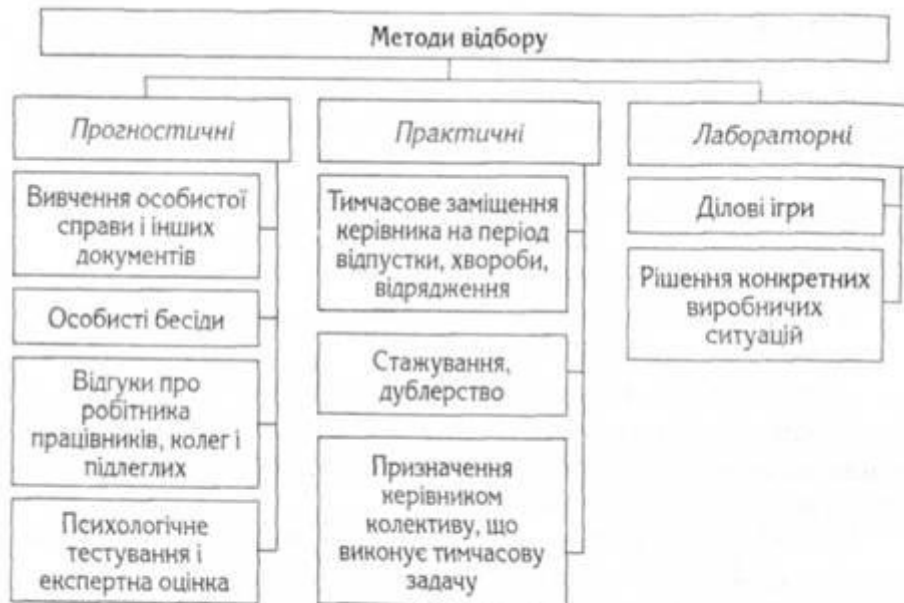 Методи відбору
Прогностичні
Вивчення особистої
справи і інших
документів
Особисті бесіди
Відгуки про
робітника
працівників, колег і
підлеглих
Психологічне
тестування і
експертна оцінка
Практичні
Тимчасове заміщення
керівника на період
відпустки, хвороби,
відрядження
Стажування,
дублерство
Призначення
керівником
колективу, що
виконує тимчасову
задачу
Лабораторні
Ділові ігри
Рішення конкретних
виробничих
ситуацій